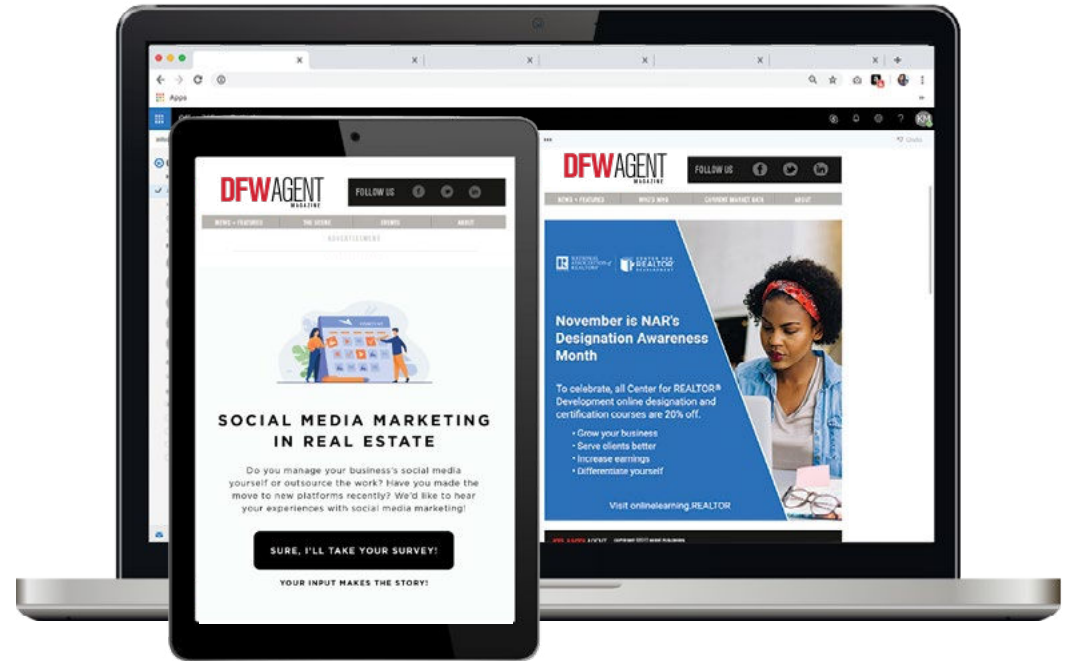 Apps
KM
Undo
DFWAGENT
MAGAZINE
FOLLOW US
NEWS + FEATURES THE SCENE EVENTS ABOUT
ADVERTISEMENT
SOCIAL MEDIA MARKETING
IN REAL ESTATE
Do you manage your business's social media
yourself or outsource the work? Have you made the
move to new platforms recently? We'd like to hear
your experiences with social media marketing!
SURE, I'LL TAKE YOUR SURVEY!
YOUR INPUT MAKES THE STORY!
DFWAGENT
MAGAZINE
FOLLOW US
NEWS + FEATURES WHO'S WHO CURRENT MARKET DATA ABOUT
NATIONAL
ASSOCIATION of
REALTORS®
CENTER FOR
REALTOR®
DEVELOPMENT
November is NAR's
Designation Awareness
Month
To celebrate, all Center for REALTOR®
Development online designation and
certification courses are 20% off.
• Grow your business
• Serve clients better
• Increase earnings
• Differentiate yourself
Visit onlinelearning.REALTOR